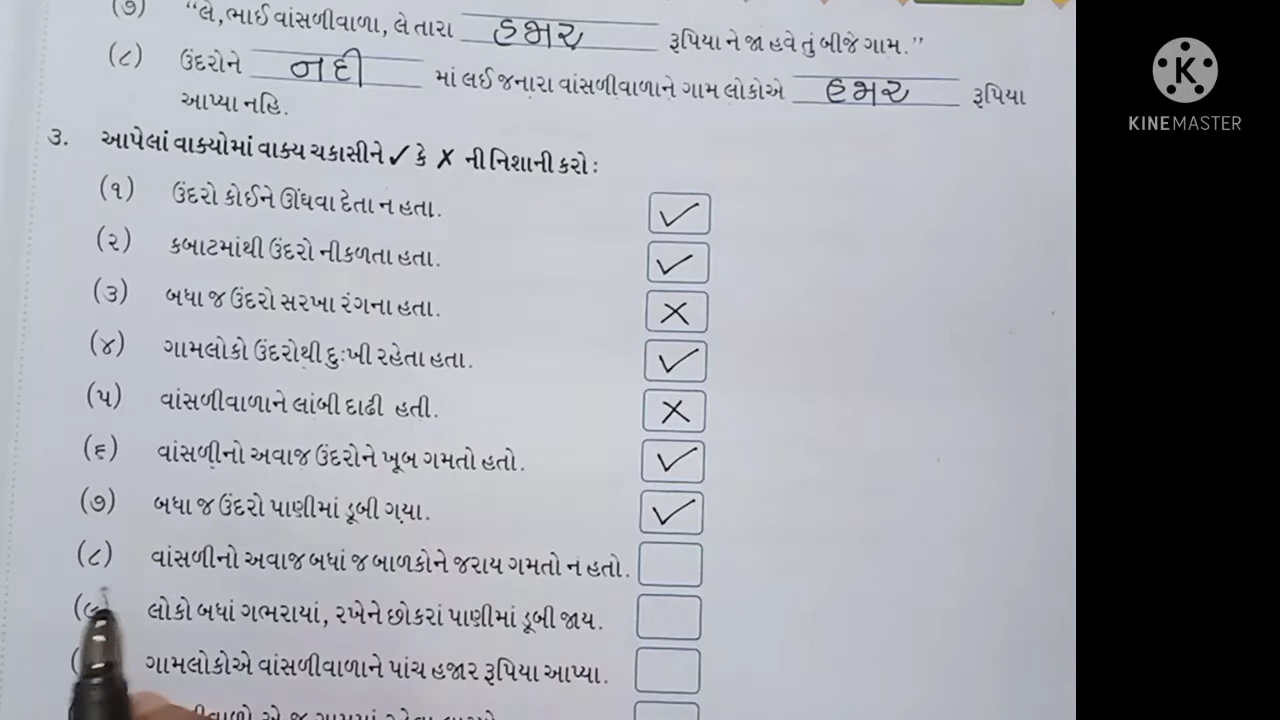 (૭) “લે, ભાઈ વાંસળીવાળા, લે તારા હજાર રૂપિયા ને જા હવે તું બીજે ગામ.”
(૮) ઉંદરોને નદી માં લઈ જનારા વાંસળીવાળાને ગામ લોકોએ હજાર રૂપિયા
આપ્યા નહિ.
૩. આપેલાં વાક્યોમાં વાક્ય ચકાસીને ✓ કે ✗ ની નિશાની કરો :
(૧) ઉંદરો કોઈને ઊંઘવા દેતા ન હતા. ✓
(૨) કબાટમાંથી ઉંદરો નીકળતા હતા. ✓
(૩) બધા જ ઉંદરો સરખા રંગના હતા. ✗
(૪) ગામલોકો ઉંદરોથી દુઃખી રહેતા હતા. ✓
(૫) વાંસળીવાળાને લાંબી દાઢી હતી. ✗
(૬) વાંસળીનો અવાજ ઉંદરોને ખૂબ ગમતો હતો. ✓
(૭) બધા જ ઉંદરો પાણીમાં ડૂબી ગયા. ✓
(૮) વાંસળીનો અવાજ બધાં જ બાળકોને જરાય ગમતો ન હતો.
લોકો બધાં ગભરાયાં, રખેને છોકરાં પાણીમાં ડૂબી જાય.
ગામલોકોએ વાંસળીવાળાને પાંચ હજાર રૂપિયા આપ્યા.
K
KINEMASTER